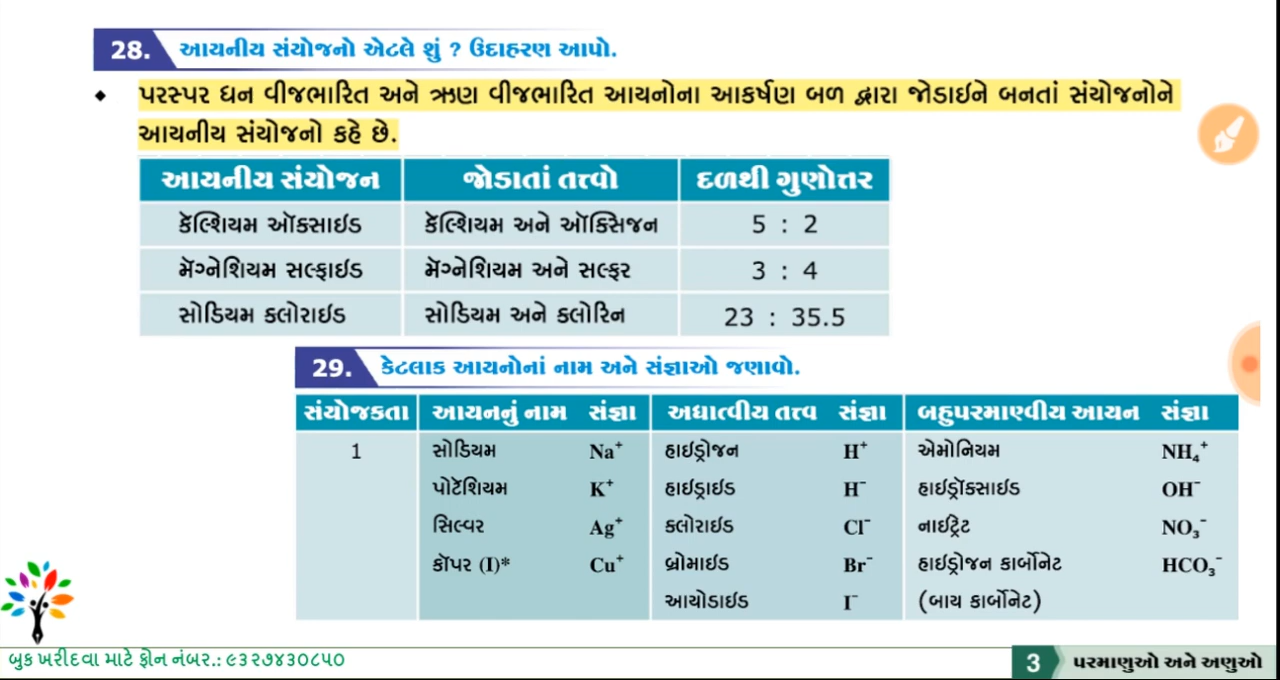 28. આયનીય સંયોજનો એટલે શું ? ઉદાહરણ આપો.
♦ પરસ્પર ધન વીજભારિત અને ઋણ વીજભારિત આયનોના આકર્ષણ બળ દ્વારા જોડાઈને બનતાં સંયોજનોને
આયનીય સંયોજનો કહે છે.
આયનીય સંયોજન જોડાતાં તત્ત્વો દળથી ગુણોત્તર
કૅલ્શિયમ ઑક્સાઇડ કૅલ્શિયમ અને ઑક્સિજન 5 : 2
મૅગ્નેશિયમ સલ્ફાઇડ મૅગ્નેશિયમ અને સલ્ફર 3 : 4
સોડિયમ ક્લોરાઇડ સોડિયમ અને ક્લોરિન 23 : 35.5
29. કેટલાક આયનોનાં નામ અને સંજ્ઞાઓ જણાવો.
સંયોજકતા આયનનું નામ સંજ્ઞા અધાત્વીય તત્ત્વ સંજ્ઞા બહુપરમાણ્વીય આયન સંજ્ઞા
1 સોડિયમ Na⁺ હાઇડ્રોજન H⁺ એમોનિયમ NH₄⁺
પોટૅશિયમ K⁺ હાઇડ્રાઇડ H⁻ હાઇડ્રૉક્સાઇડ OH⁻
સિલ્વર Ag⁺ ક્લોરાઇડ Cl⁻ નાઇટ્રેટ NO₃⁻
કૉપર (I)* Cu⁺ બ્રોમાઇડ Br⁻ હાઇડ્રોજન કાર્બોનેટ HCO₃⁻
આયોડાઇડ I⁻ (બાય કાર્બોનેટ)
બુક ખરીદવા માટે ફોન નંબર.: ૯૩૨૭૪૩૦૮૫૦ 3 પરમાણુઓ અને અણુઓ